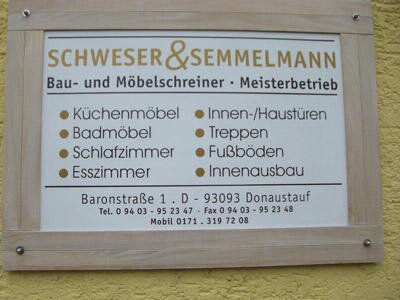 SCHWESER & SEMMELMANN
Bau- und Möbelschreiner · Meisterbetrieb
● Küchenmöbel ● Innen-/Haustüren
● Badmöbel ● Treppen
● Schlafzimmer ● Fußböden
● Esszimmer ● Innenausbau
Baronstraße 1 . D - 93093 Donaustauf
Tel. 0 94 03 - 95 23 47 · Fax 0 94 03 - 95 23 48
Mobil 0171 . 319 72 08